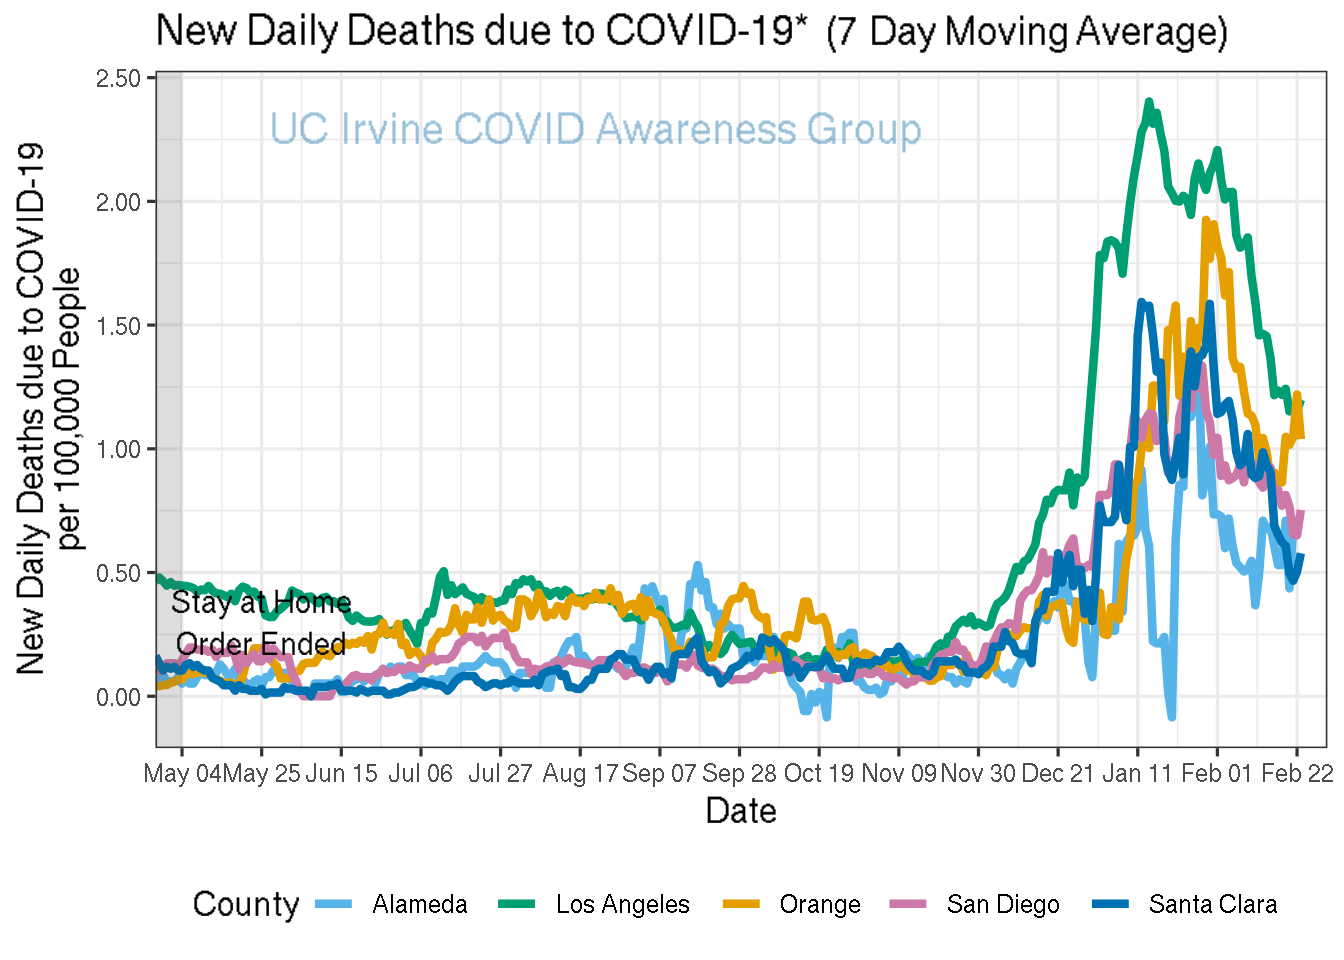 New Daily Deaths due to COVID-19* (7 Day Moving Average)
New Daily Deaths due to COVID-19
per 100,000 People
2.50
2.00
1.50
1.00
0.50
0.00
UC Irvine COVID Awareness Group
Stay at Home
Order Ended
May 04 May 25 Jun 15 Jul 06 Jul 27 Aug 17 Sep 07 Sep 28 Oct 19 Nov 09 Nov 30 Dec 21 Jan 11 Feb 01 Feb 22
Date
County Alameda Los Angeles Orange San Diego Santa Clara